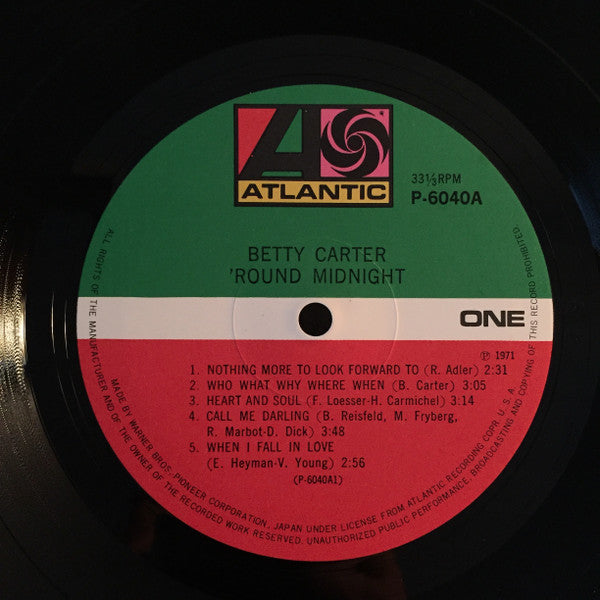 ATLANTIC
33⅓RPM
P-6040A
BETTY CARTER
'ROUND MIDNIGHT
ONE
℗ 1971
1. NOTHING MORE TO LOOK FORWARD TO (R. Adler) 2:31
2. WHO WHAT WHY WHERE WHEN (B. Carter) 3:05
3. HEART AND SOUL (F. Loesser-H. Carmichel) 3:14
4. CALL ME DARLING (B. Reisfeld, M. Fryberg,
R. Marbot-D. Dick) 3:48
5. WHEN I FALL IN LOVE
(E. Heyman-V. Young) 2:56
(P-6040A1)
ALL RIGHTS OF THE MANUFACTURER AND OF THE OWNER OF THE RECORDED WORK RESERVED. UNAUTHORIZED PUBLIC PERFORMANCE, BROADCASTING AND COPYING OF THIS RECORD PROHIBITED.
MADE BY WARNER BROS. PIONEER CORPORATION, JAPAN UNDER LICENSE FROM ATLANTIC RECORDING CORP. U.S.A.